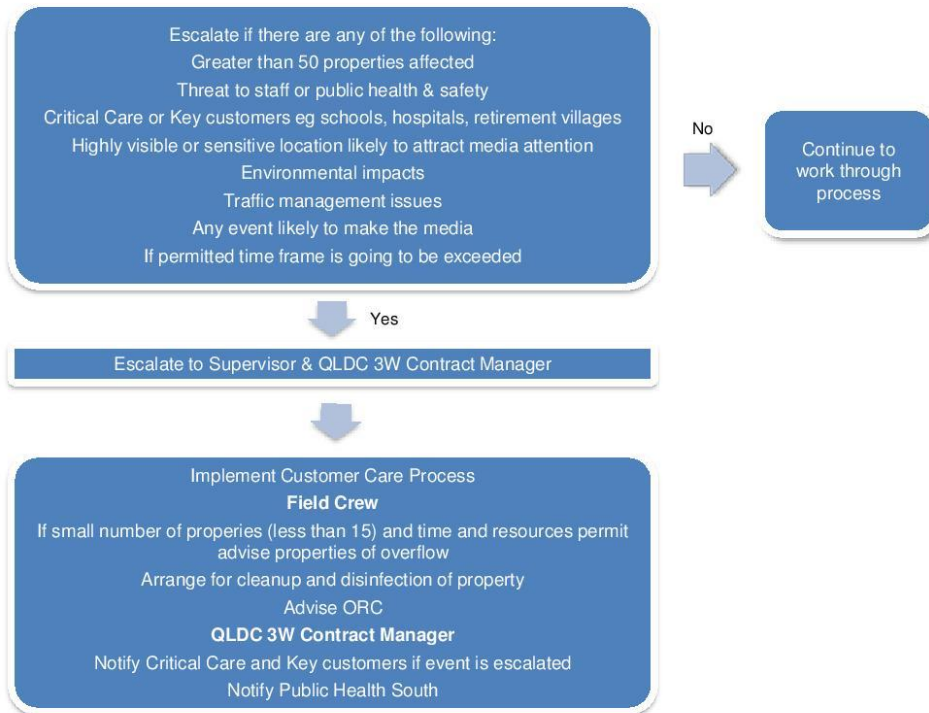 Escalate if there are any of the following:
Greater than 50 properties affected
Threat to staff or public health & safety
Critical Care or Key customers eg schools, hospitals, retirement villages
Highly visible or sensitive location likely to attract media attention
Environmental impacts
Traffic management issues
Any event likely to make the media
If permitted time frame is going to be exceeded
No
Continue to
work through
process
Yes
Escalate to Supervisor & QLDC 3W Contract Manager
Implement Customer Care Process
Field Crew
If small number of properies (less than 15) and time and resources permit
advise properties of overflow
Arrange for cleanup and disinfection of property
Advise ORC
QLDC 3W Contract Manager
Notify Critical Care and Key customers if event is escalated
Notify Public Health South